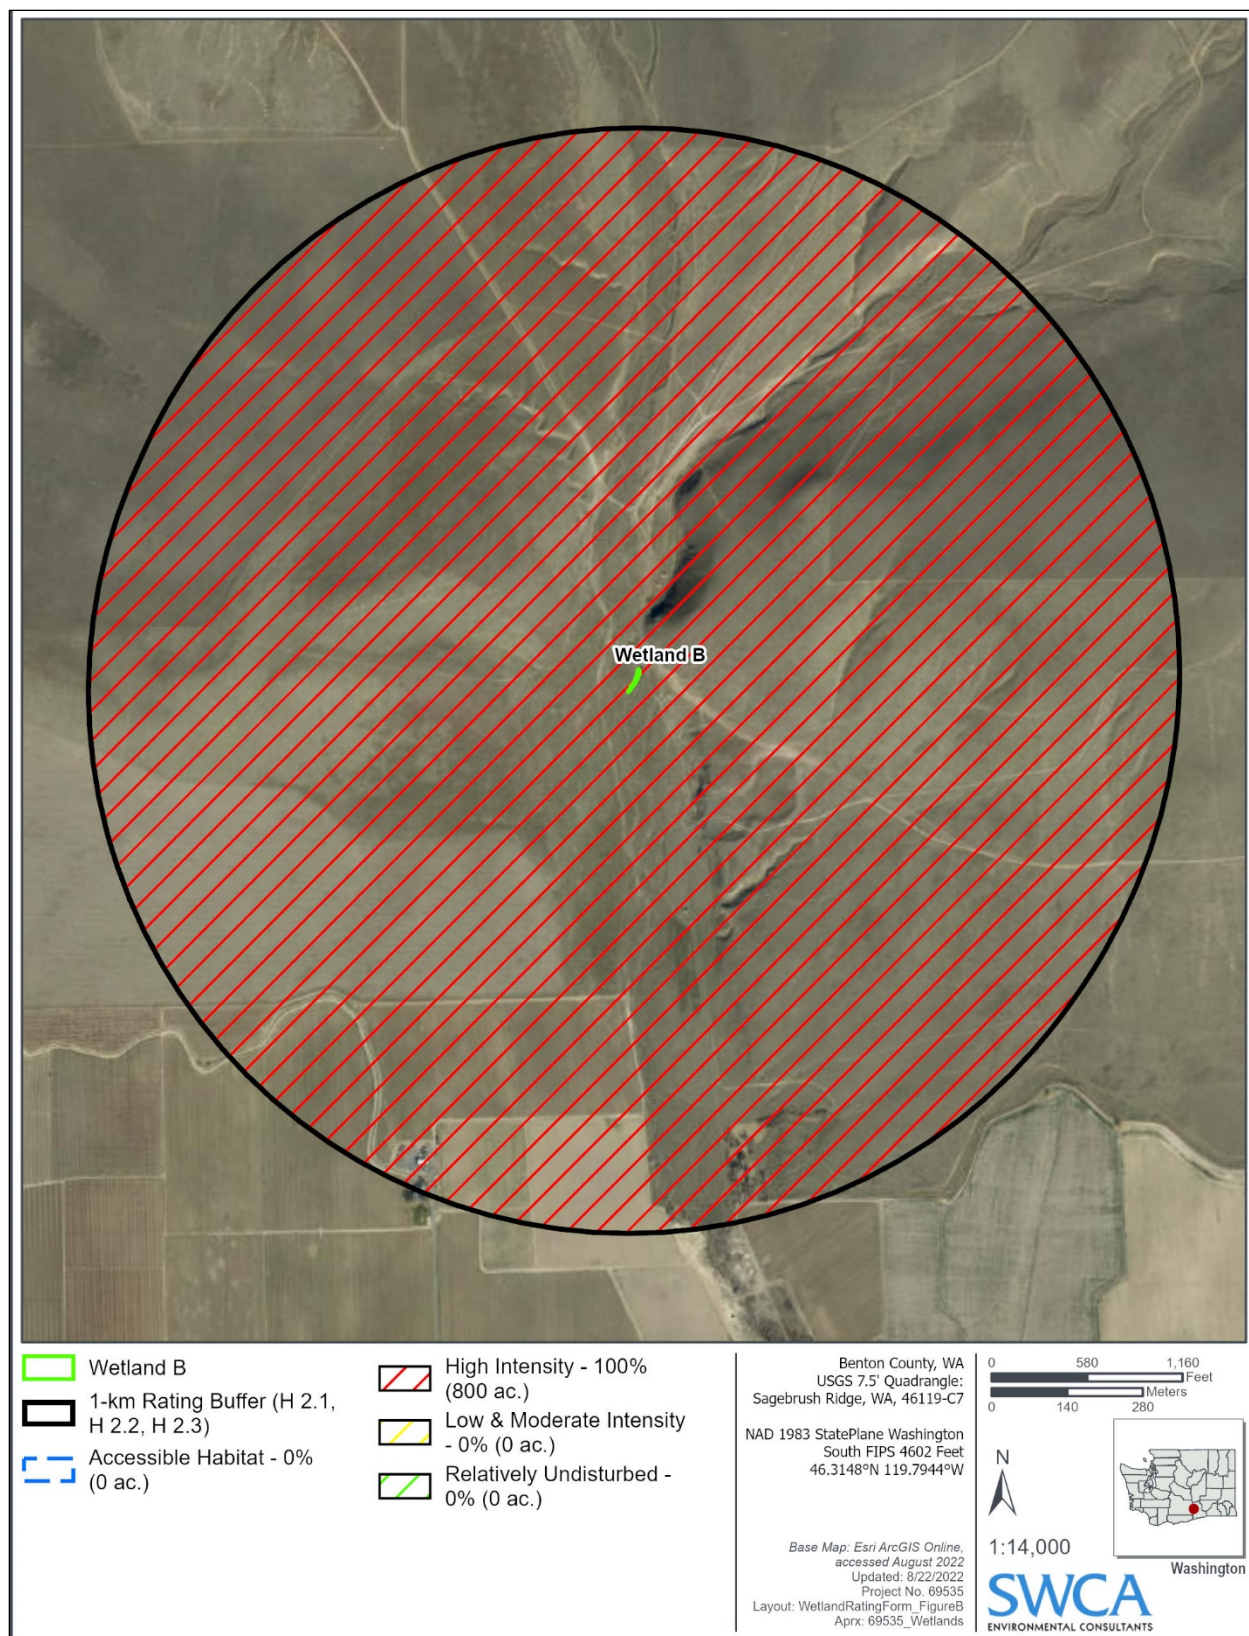 Wetland B
Wetland B
1-km Rating Buffer (H 2.1,
H 2.2, H 2.3)
Accessible Habitat - 0%
(0 ac.)
High Intensity - 100%
(800 ac.)
Low & Moderate Intensity
- 0% (0 ac.)
Relatively Undisturbed -
0% (0 ac.)
Benton County, WA
USGS 7.5' Quadrangle:
Sagebrush Ridge, WA, 46119-C7
NAD 1983 StatePlane Washington
South FIPS 4602 Feet
46.3148°N 119.7944°W
Base Map: Esri ArcGIS Online,
accessed August 2022
Updated: 8/22/2022
Project No. 69535
Layout: WetlandRatingForm_FigureB
Aprx: 69535_Wetlands
0 580 1,160
Feet
Meters
0 140 280
N
1:14,000
Washington
SWCA
ENVIRONMENTAL CONSULTANTS